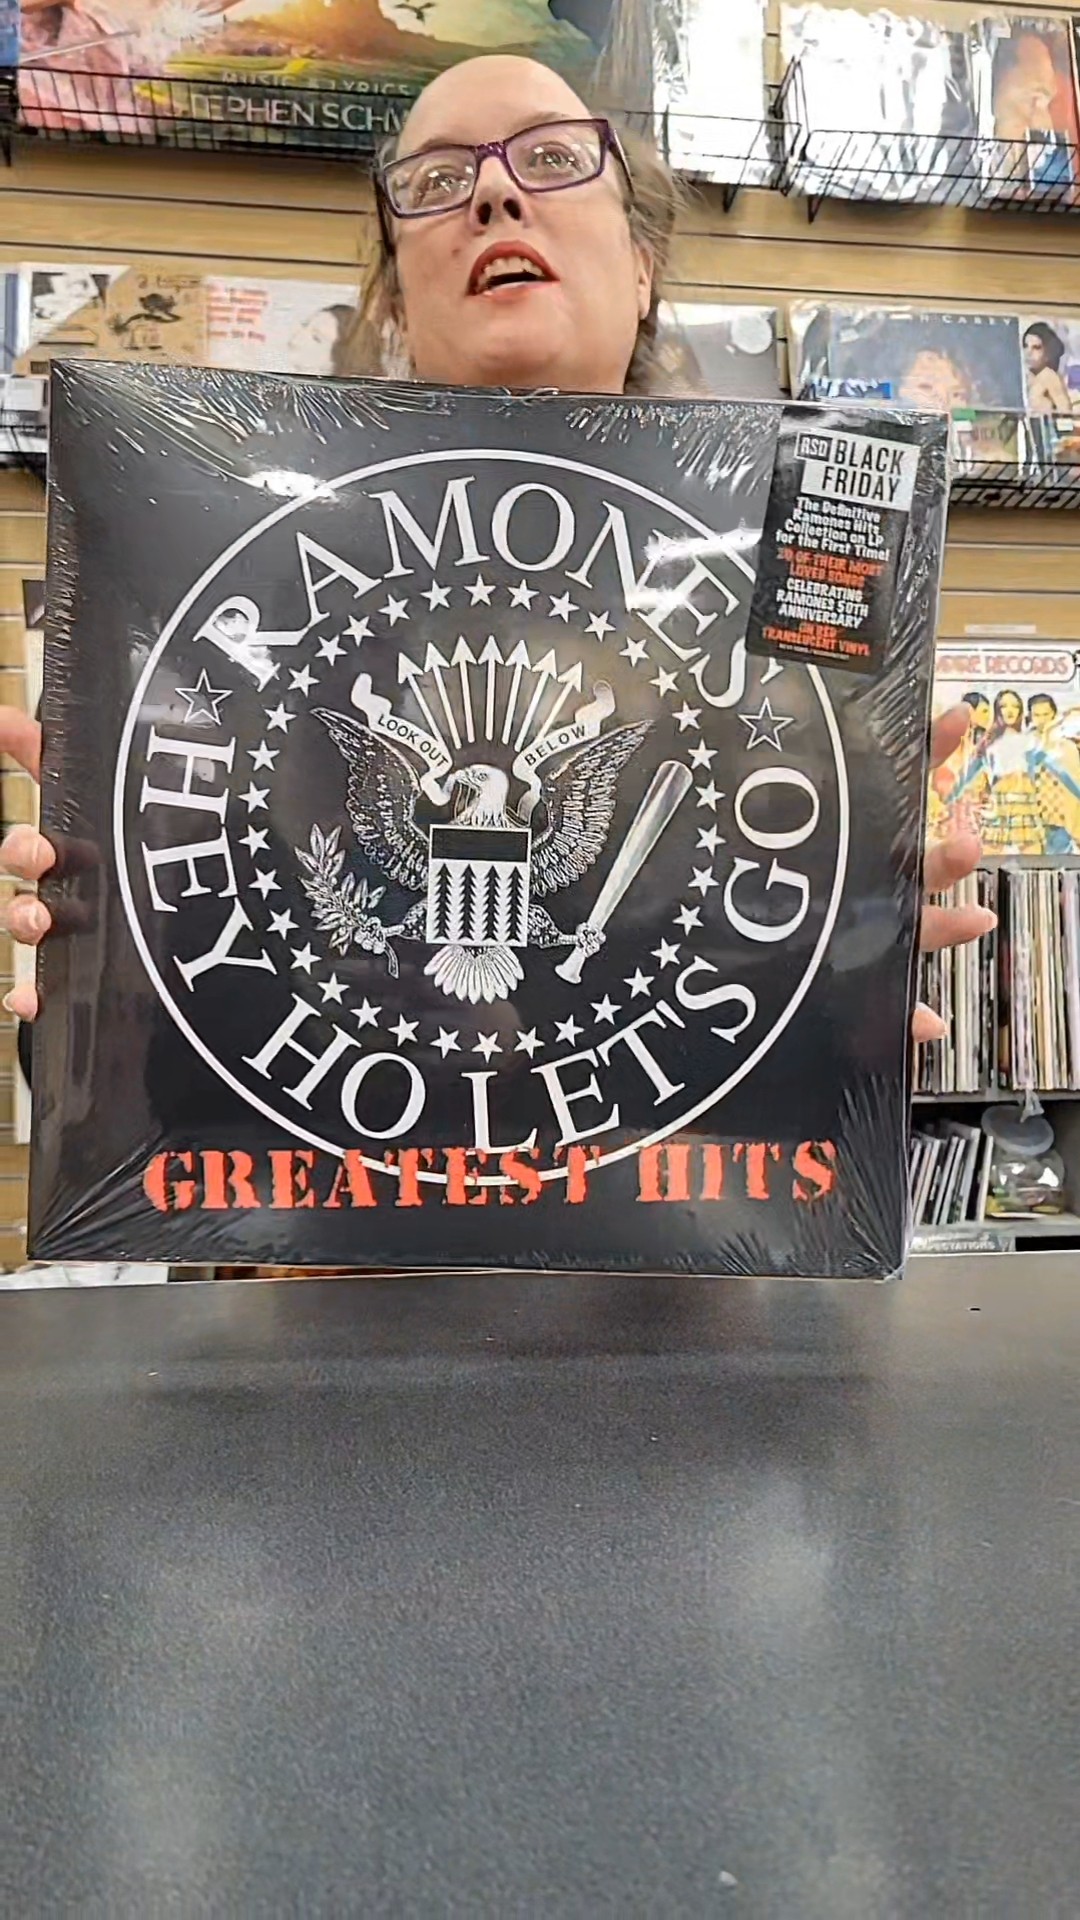 MUSIC & LYRICS
STEPHEN SCHW
H CAREY
RSD BLACK
FRIDAY
The Definitive
Ramones Hits
Collection on LP
for the First Time!
20 OF THEIR MOST
LOVED SONGS
CELEBRATING
RAMONES 50TH
ANNIVERSARY
ON RED
TRANSLUCENT VINYL
RAMONES
HEY HO LET'S GO
LOOK OUT BELOW
GREATEST HITS
RECORDS